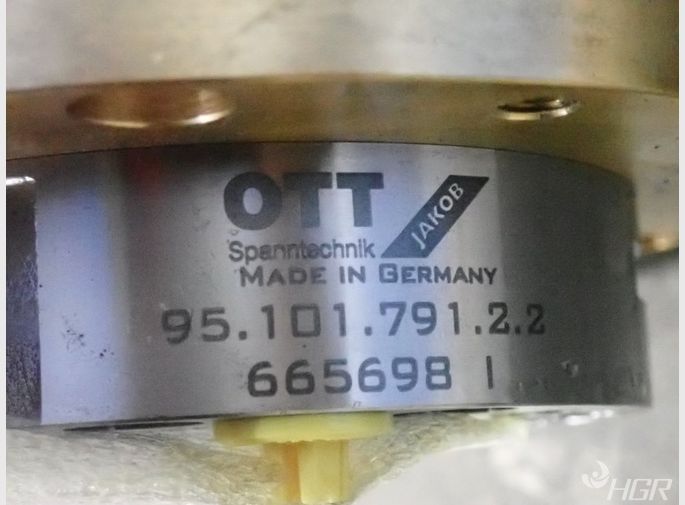 OTT
JAKOB
Spanntechnik
MADE IN GERMANY
95.101.791.2.2
665698 I
HGR